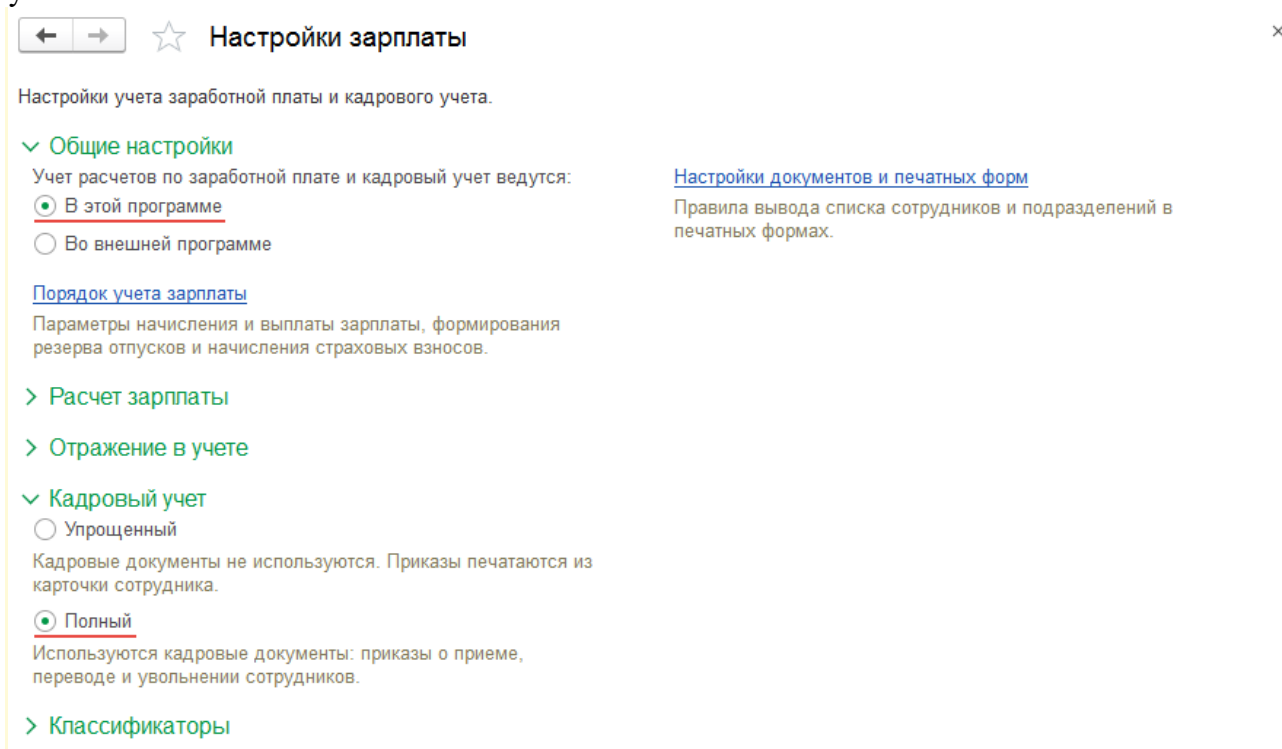 Настройки зарплаты
Настройки учета заработной платы и кадрового учета.
Общие настройки
Учет расчетов по заработной плате и кадровый учет ведутся:
В этой программе
Во внешней программе
Порядок учета зарплаты
Параметры начисления и выплаты зарплаты, формирования
резерва отпусков и начисления страховых взносов.
Настройки документов и печатных форм
Правила вывода списка сотрудников и подразделений в
печатных формах.
Расчет зарплаты
Отражение в учете
Кадровый учет
Упрощенный
Кадровые документы не используются. Приказы печатаются из
карточки сотрудника.
Полный
Используются кадровые документы: приказы о приеме,
переводе и увольнении сотрудников.
Классификаторы